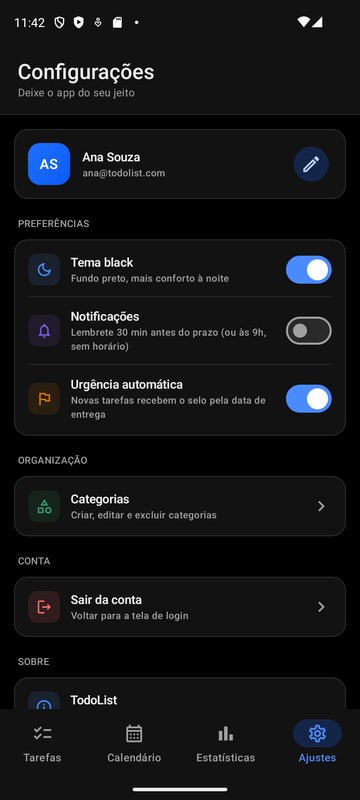 11:42
Configurações
Deixe o app do seu jeito
AS
Ana Souza
ana@todolist.com
PREFERÊNCIAS
Tema black
Fundo preto, mais conforto à noite
Notificações
Lembrete 30 min antes do prazo (ou às 9h,
sem horário)
Urgência automática
Novas tarefas recebem o selo pela data de
entrega
ORGANIZAÇÃO
Categorias
Criar, editar e excluir categorias
CONTA
Sair da conta
Voltar para a tela de login
SOBRE
TodoList
Tarefas
Calendário
Estatísticas
Ajustes